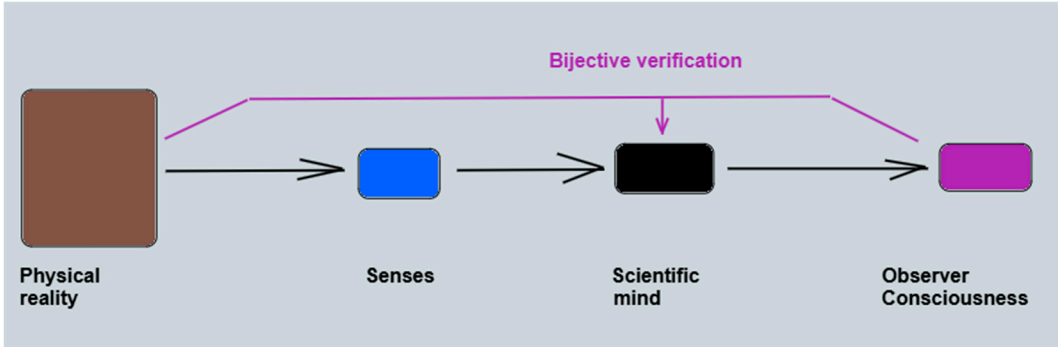 Bijective verification
Physical
reality
Senses
Scientific
mind
Observer
Consciousness